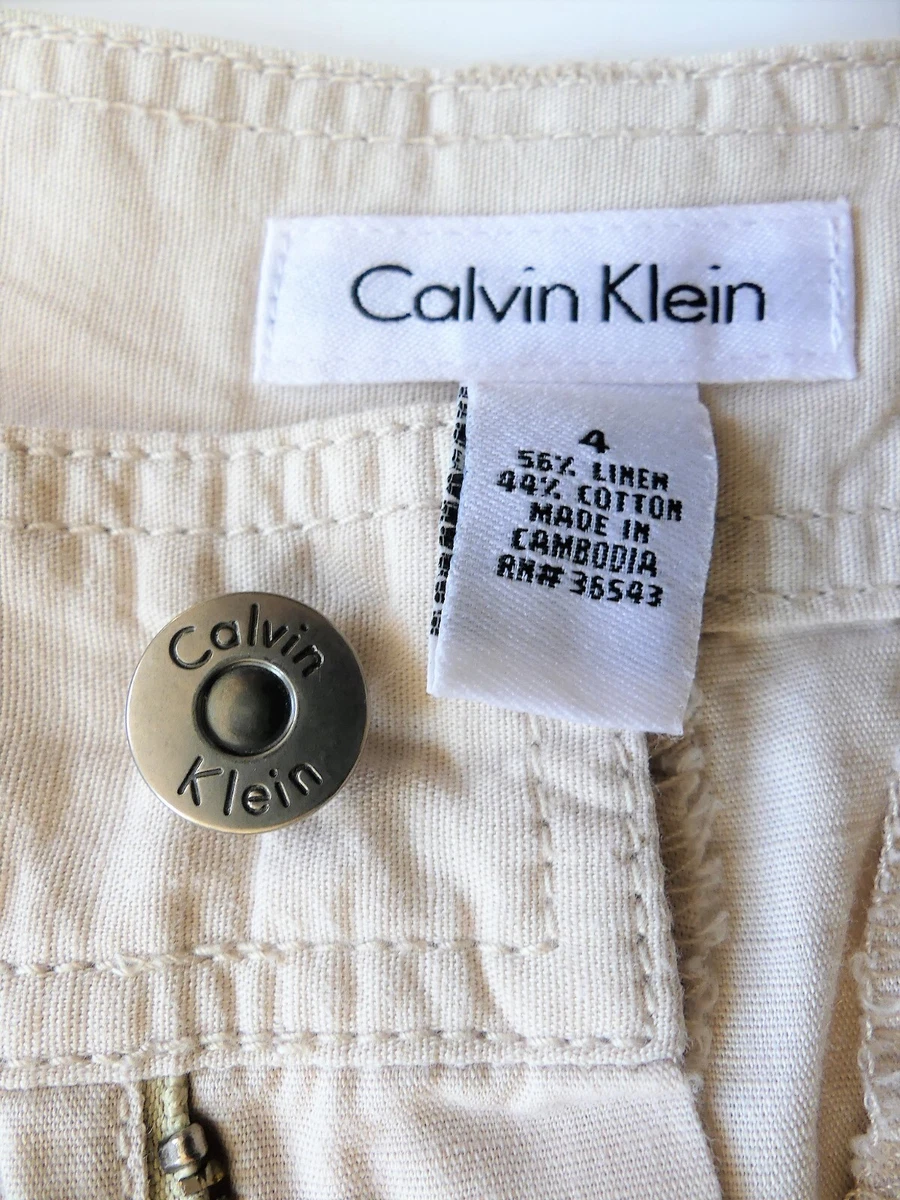 Calvin Klein
4
56% LINEN
44% COTTON
MADE IN
CAMBODIA
RN# 36543
Calvin
Klein